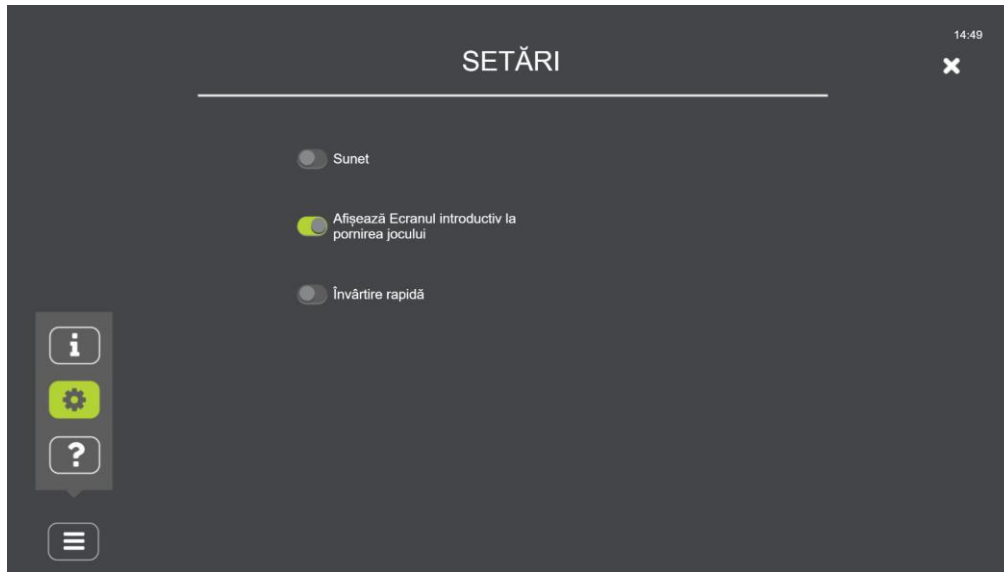 14:49
SETĂRI
Sunet
Afișează Ecranul introductiv la
pornirea jocului
Învârtire rapidă